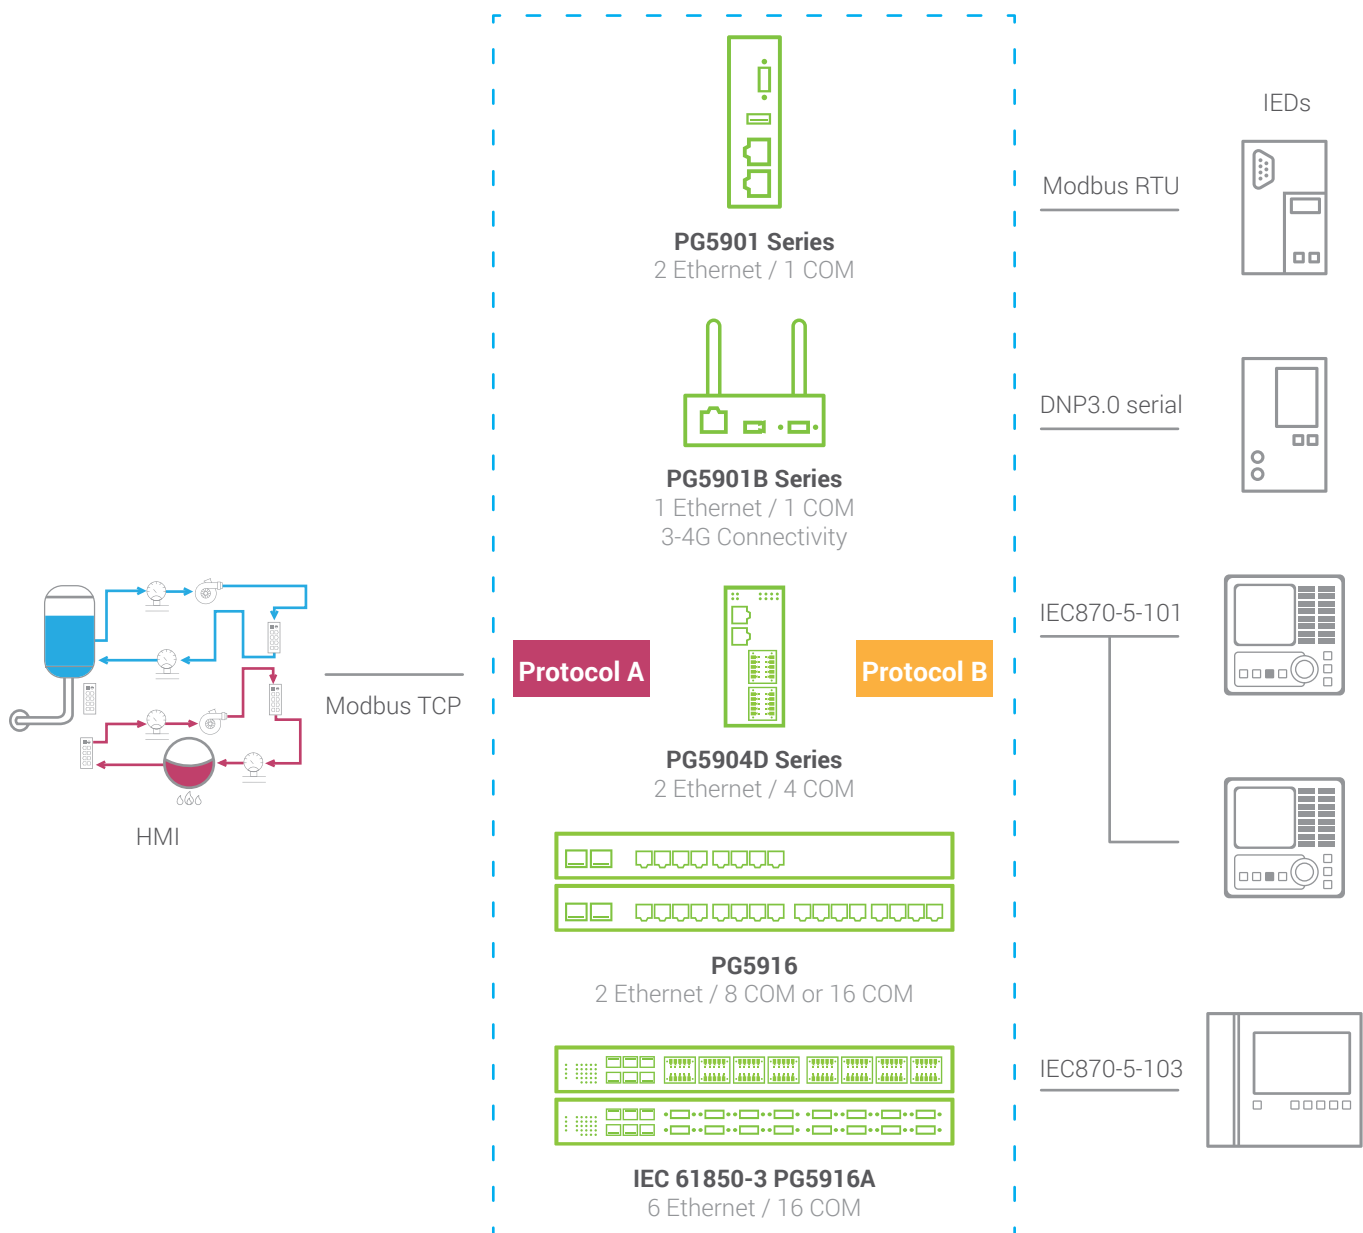 IEDs
Modbus RTU
PG5901 Series
2 Ethernet / 1 COM
DNP3.0 serial
PG5901B Series
1 Ethernet / 1 COM
3-4G Connectivity
IEC870-5-101
Protocol A
Protocol B
Modbus TCP
PG5904D Series
2 Ethernet / 4 COM
HMI
PG5916
2 Ethernet / 8 COM or 16 COM
IEC870-5-103
IEC 61850-3 PG5916A
6 Ethernet / 16 COM